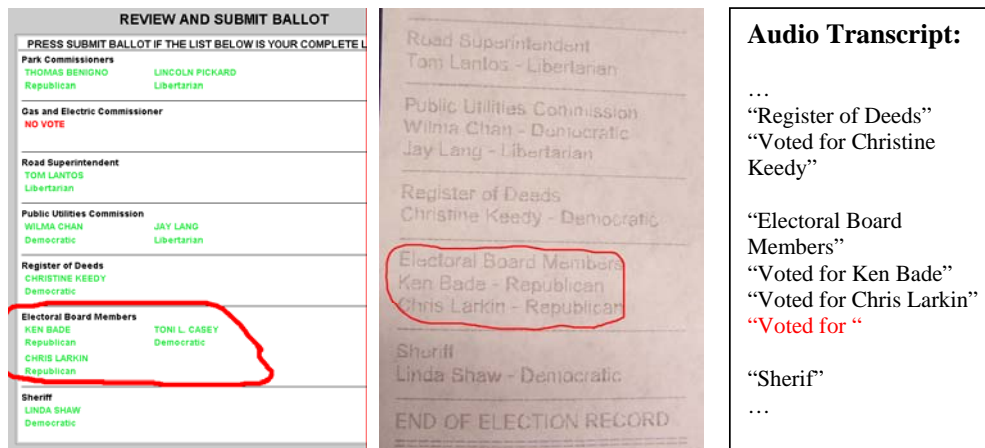 REVIEW AND SUBMIT BALLOT
PRESS SUBMIT BALLOT IF THE LIST BELOW IS YOUR COMPLETE L
Park Commissioners
THOMAS BENIGNO LINCOLN PICKARD
Republican Libertarian
Gas and Electric Commissioner
NO VOTE
Road Superintendent
TOM LANTOS
Libertarian
Public Utilities Commission
WILMA CHAN JAY LANG
Democratic Libertarian
Register of Deeds
CHRISTINE KEEDY
Democratic
Electoral Board Members
KEN BADE TONI L. CASEY
Republican Democratic
CHRIS LARKIN
Republican
Sheriff
LINDA SHAW
Democratic
Road Superintendent
Tom Lantos - Libertarian
Public Utilities Commission
Wilma Chan - Democratic
Jay Lang - Libertarian
Register of Deeds
Christine Keedy - Democratic
Electoral Board Members
Ken Bade - Republican
Chris Larkin - Republican
Sheriff
Linda Shaw - Democratic
END OF ELECTION RECORD
Audio Transcript:
…
“Register of Deeds”
“Voted for Christine
Keedy”
“Electoral Board
Members”
“Voted for Ken Bade”
“Voted for Chris Larkin”
“Voted for “
“Sherif”
…